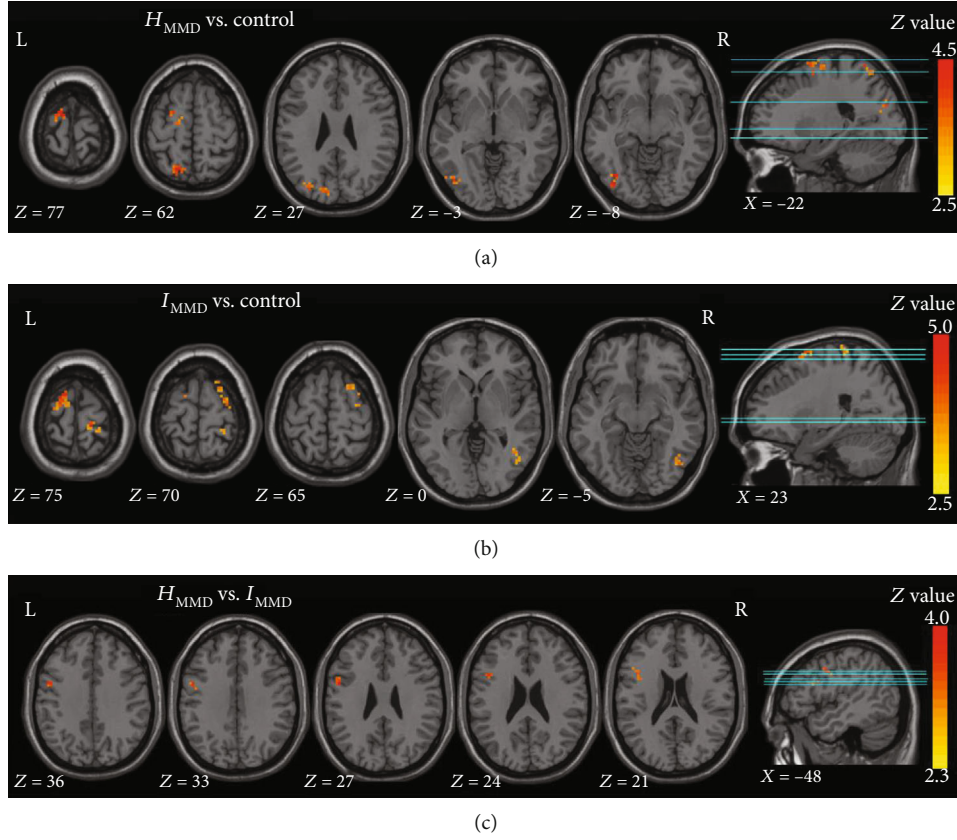 H_MMD vs. control
L
R
Z value
4.5
2.5
Z = 77
Z = 62
Z = 27
Z = –3
Z = –8
X = –22
(a)
I_MMD vs. control
L
R
Z value
5.0
2.5
Z = 75
Z = 70
Z = 65
Z = 0
Z = –5
X = 23
(b)
H_MMD vs. I_MMD
L
R
Z value
4.0
2.3
Z = 36
Z = 33
Z = 27
Z = 24
Z = 21
X = –48
(c)